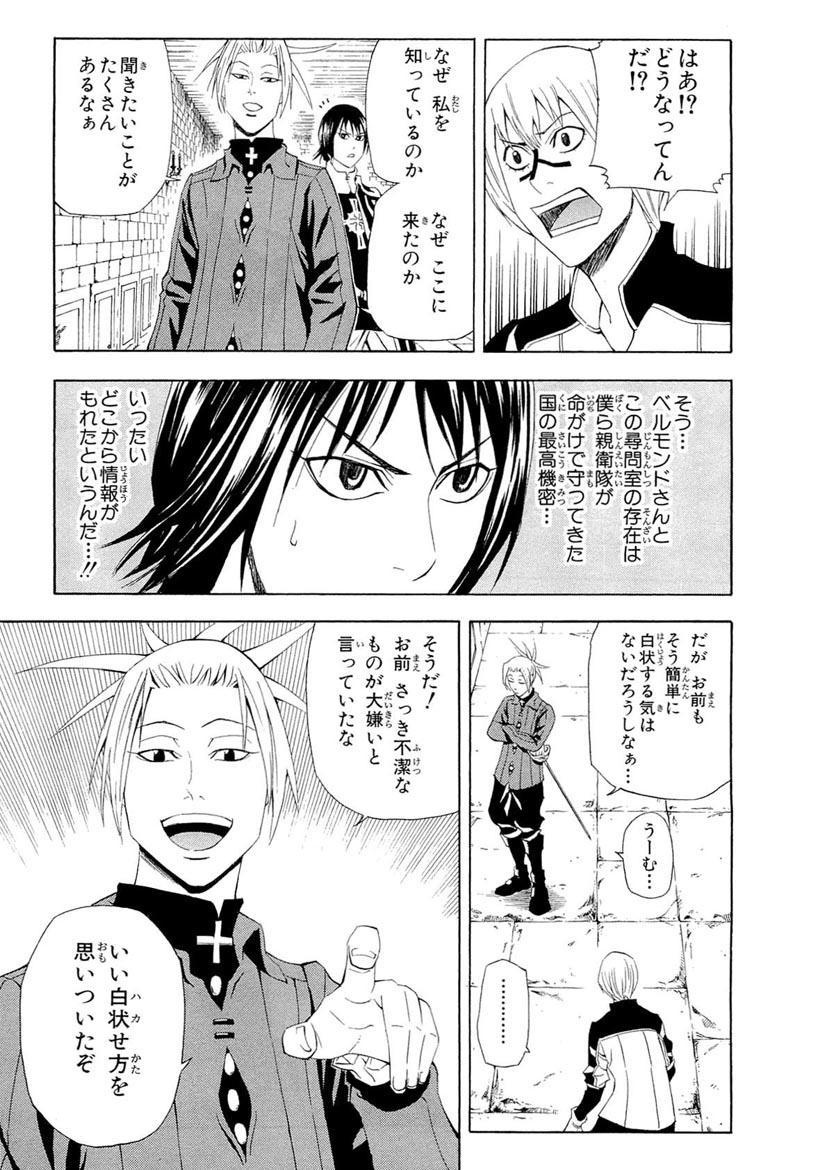 はあ!?
どうなってん
だ!?
なぜ 私を
知っているのか
なぜ ここに
来たのか
聞きたいことが
たくさん
あるなぁ
そう…
ベルモンドさんと
この尋問室の存在は
僕ら親衛隊が
命がけで守ってきた
国の最高機密…
いったい
どこから情報が
もれたというんだ…!!
だが お前も
そう簡単に
白状する気は
ないだろうしなぁ…
うーむ…
…………
そうだ!
お前 さっき不潔な
ものが大嫌いと
言っていたな
いい白状せ方を
思いついたぞ